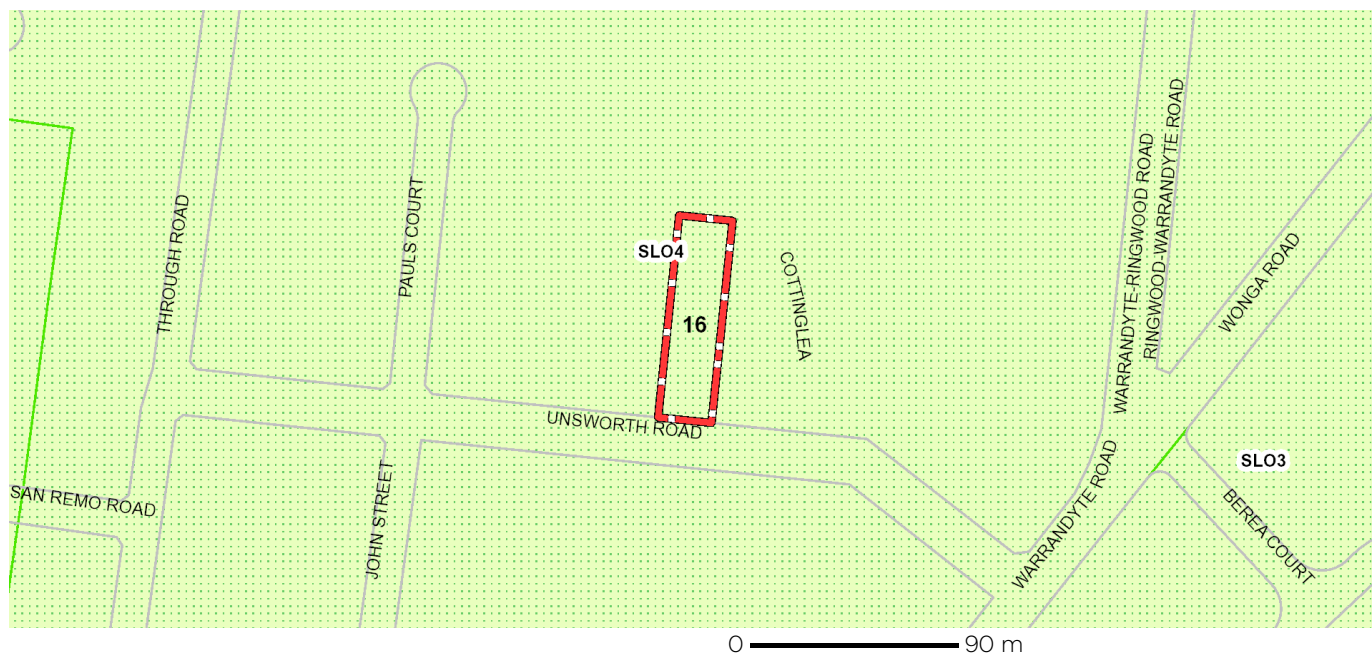 WARRANDYTE-RINGWOOD ROAD
RINGWOOD-WARRANDYTE ROAD
PAULS COURT
THROUGH ROAD
SLO4
COTTINGLEA
WONGA ROAD
16
UNSWORTH ROAD
SLO3
SAN REMO ROAD
JOHN STREET
WARRANDYTE ROAD
BEREA COURT
0 90 m